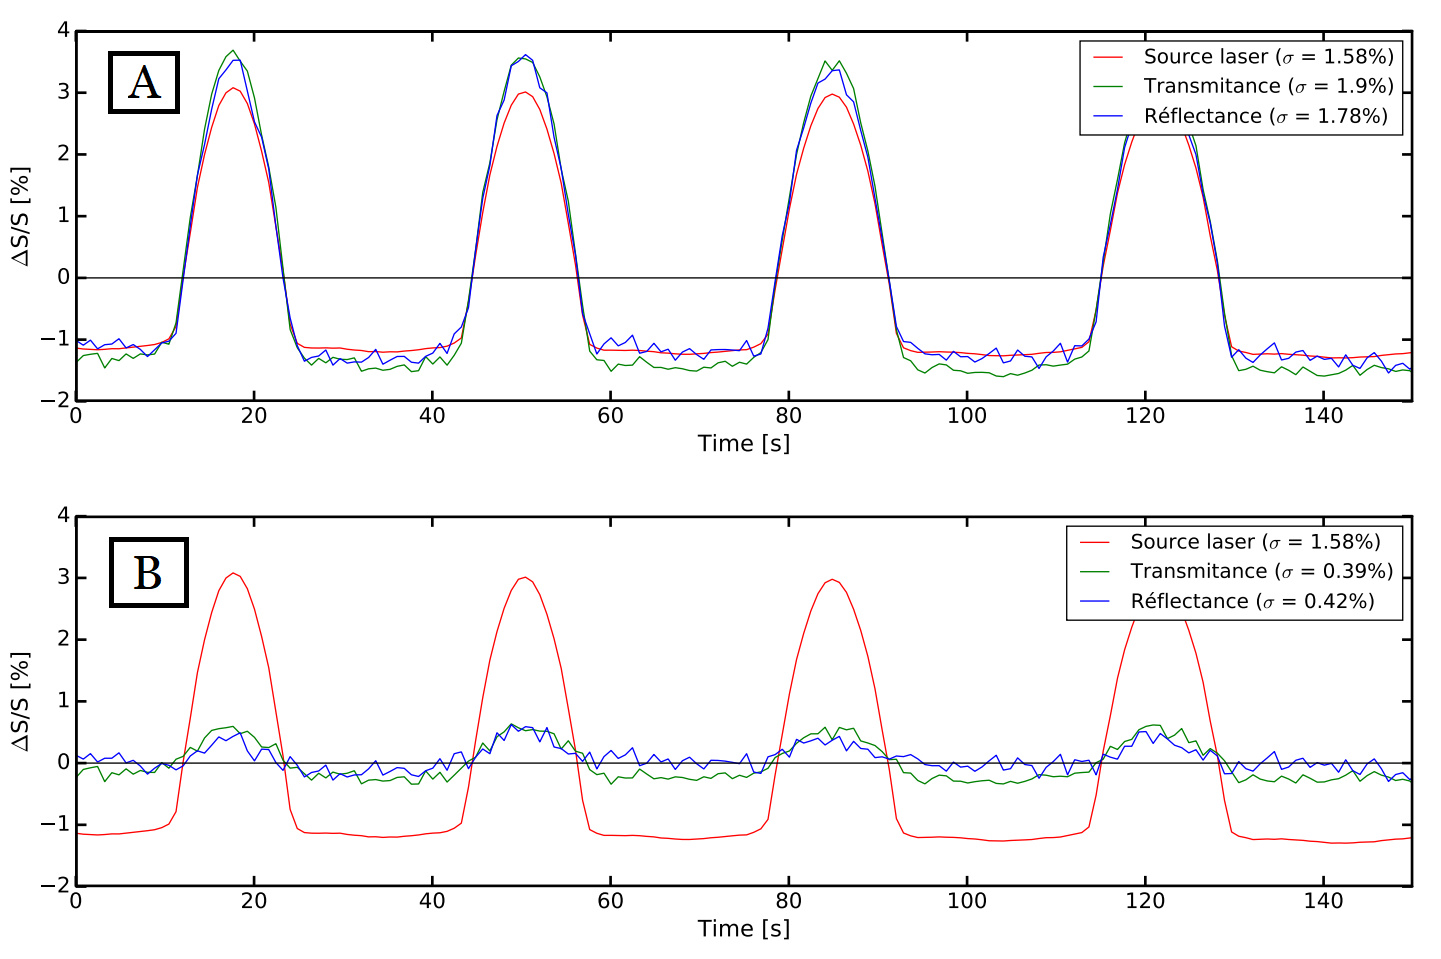 A
ΔS/S [%]
4
3
2
1
0
−1
−2
Source laser (σ = 1.58%)
Transmitance (σ = 1.9%)
Réflectance (σ = 1.78%)
0 20 40 60 80 100 120 140
Time [s]
B
ΔS/S [%]
4
3
2
1
0
−1
−2
Source laser (σ = 1.58%)
Transmitance (σ = 0.39%)
Réflectance (σ = 0.42%)
0 20 40 60 80 100 120 140
Time [s]